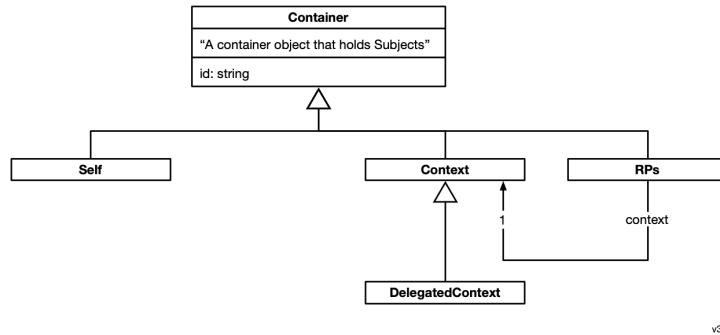 Container
“A container object that holds Subjects”
id: string
Self
Context
RPs
1
context
DelegatedContext
v3